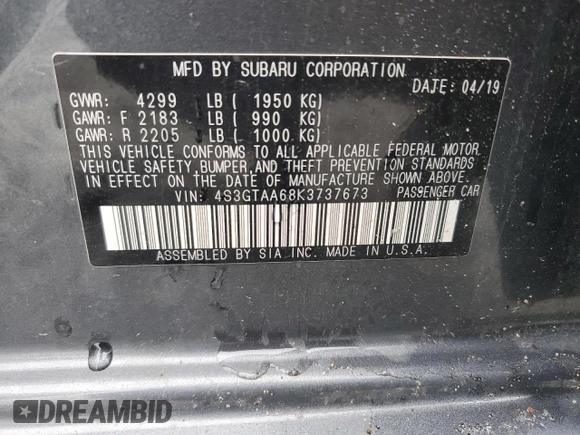 MFD BY SUBARU CORPORATION
DATE: 04/19
GVWR: 4299 LB ( 1950 KG)
GAWR: F 2183 LB ( 990 KG)
GAWR: R 2205 LB ( 1000 KG)
THIS VEHICLE CONFORMS TO ALL APPLICABLE FEDERAL MOTOR
VEHICLE SAFETY, BUMPER, AND THEFT PREVENTION STANDARDS
IN EFFECT ON THE DATE OF MANUFACTURE SHOWN ABOVE.
VIN: 4S3GTAA68K3737673 PASSENGER CAR
ASSEMBLED BY SIA INC. MADE IN U.S.A.
DREAMBID